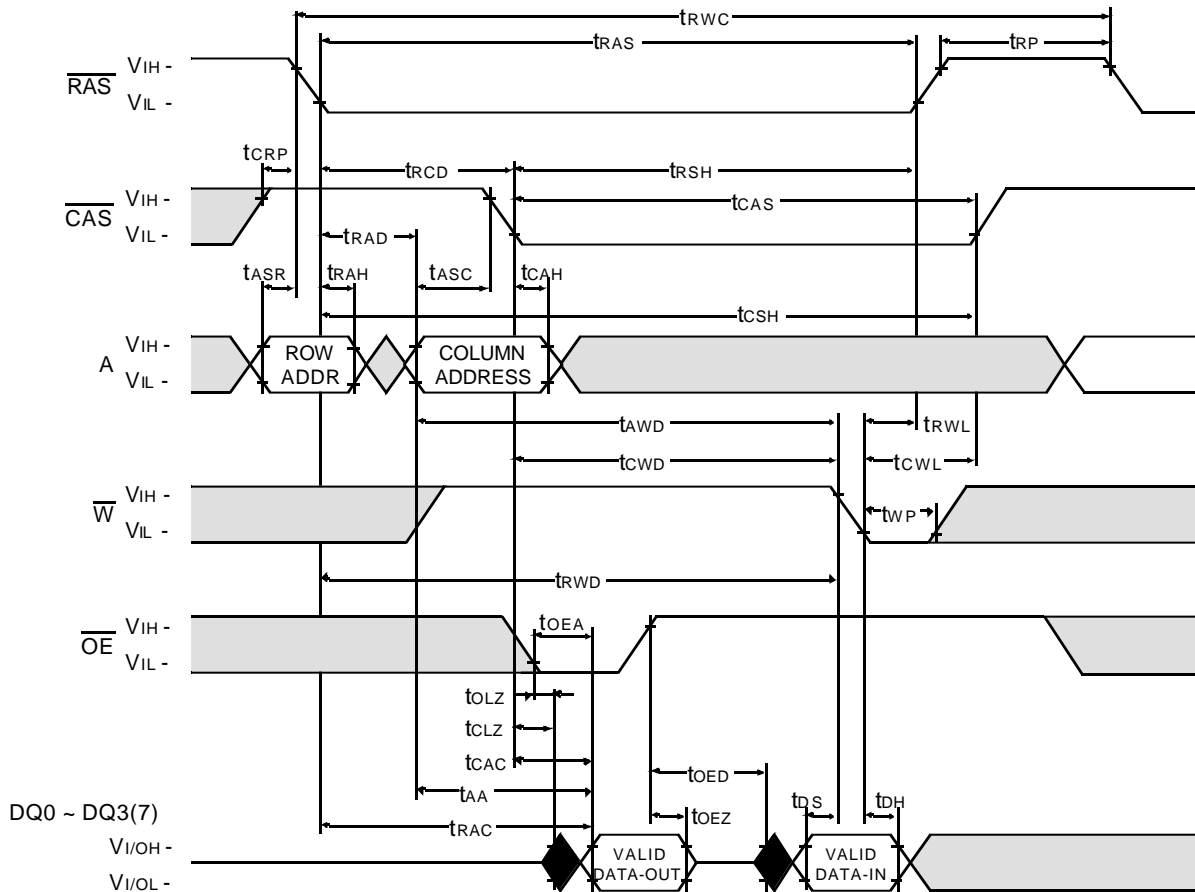 tRWC
tRAS
tRP
RAS
VIH -
VIL -
tCRP
tRCD
tRSH
CAS
VIH -
VIL -
tCAS
tRAD
tASR
tRAH
tASC
tCAH
tCSH
A
VIH -
VIL -
ROW
ADDR
COLUMN
ADDRESS
tAWD
tRWL
tCWD
tCWL
W
VIH -
VIL -
tWP
tRWD
OE
VIH -
VIL -
tOEA
tOLZ
tCLZ
tCAC
tOED
tAA
tDS
tDH
tOEZ
tRAC
DQ0 ~ DQ3(7)
VI/OH -
VI/OL -
VALID
DATA-OUT
VALID
DATA-IN